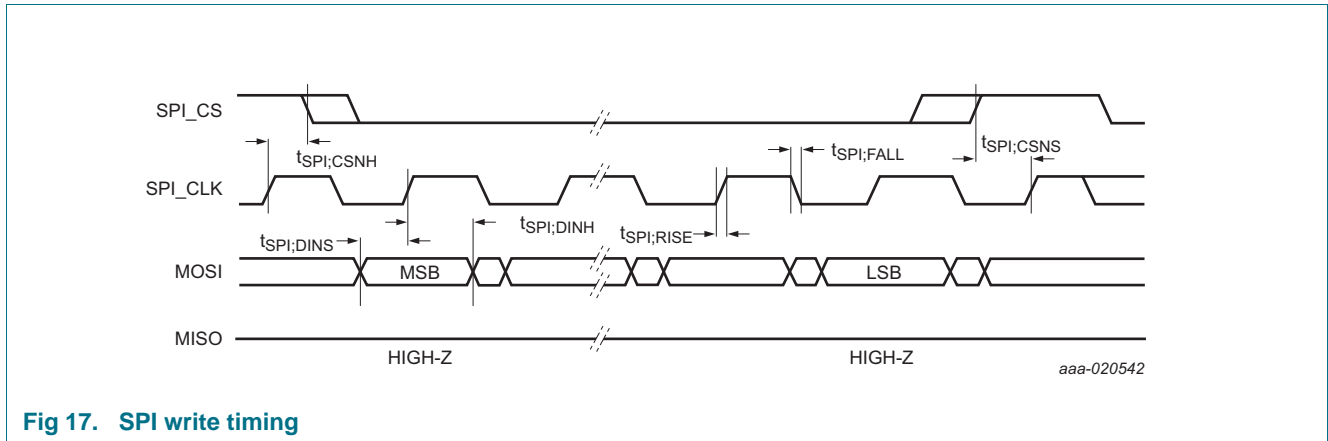 SPI_CS
tSPI;CSNH
tSPI;FALL
tSPI;CSNS
SPI_CLK
tSPI;DINS
tSPI;DINH
tSPI;RISE
MOSI
MSB
LSB
MISO
HIGH-Z
HIGH-Z
aaa-020542
Fig 17. SPI write timing